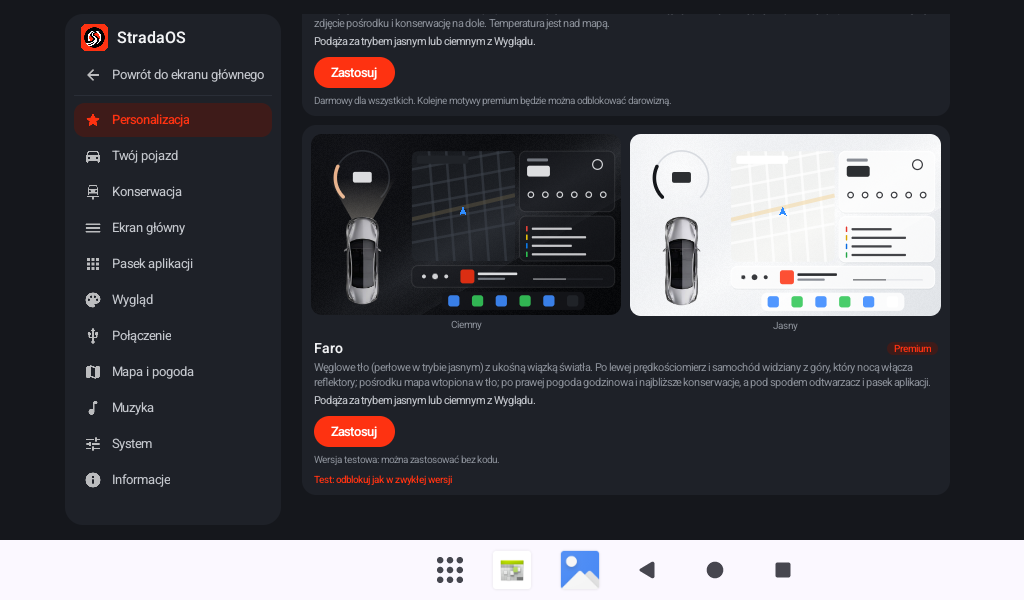 StradaOS
Powrót do ekranu głównego
Personalizacja
Twój pojazd
Konserwacja
Ekran główny
Pasek aplikacji
Wygląd
Połączenie
Mapa i pogoda
Muzyka
System
Informacje
zdjęcie pośrodku i konserwację na dole. Temperatura jest nad mapą.
Podąża za trybem jasnym lub ciemnym z Wyglądu.
Zastosuj
Darmowy dla wszystkich. Kolejne motywy premium będzie można odblokować darowizną.
Ciemny
Jasny
Faro
Premium
Węglowe tło (perłowe w trybie jasnym) z ukośną wiązką światła. Po lewej prędkościomierz i samochód widziany z góry, który nocą włącza
reflektory; pośrodku mapa wtopiona w tło; po prawej pogoda godzinowa i najbliższe konserwacje, a pod spodem odtwarzacz i pasek aplikacji.
Podąża za trybem jasnym lub ciemnym z Wyglądu.
Zastosuj
Wersja testowa: można zastosować bez kodu.
Test: odblokuj jak w zwykłej wersji